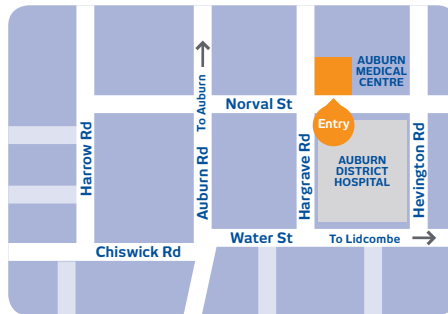 AUBURN
MEDICAL
CENTRE
To Auburn
Norval St
Entry
Harrow Rd
Auburn Rd
Hargrave Rd
Hevington Rd
AUBURN
DISTRICT
HOSPITAL
Water St
To Lidcombe
Chiswick Rd